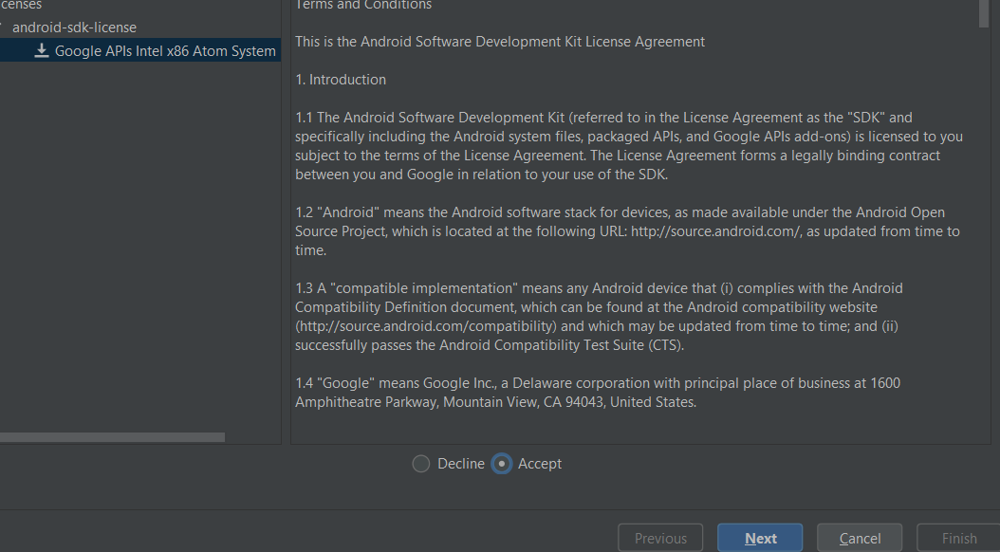 censes
android-sdk-license
Google APIs Intel x86 Atom System
Terms and Conditions
This is the Android Software Development Kit License Agreement
1. Introduction
1.1 The Android Software Development Kit (referred to in the License Agreement as the "SDK" and
specifically including the Android system files, packaged APIs, and Google APIs add-ons) is licensed to you
subject to the terms of the License Agreement. The License Agreement forms a legally binding contract
between you and Google in relation to your use of the SDK.
1.2 "Android" means the Android software stack for devices, as made available under the Android Open
Source Project, which is located at the following URL: http://source.android.com/, as updated from time to
time.
1.3 A "compatible implementation" means any Android device that (i) complies with the Android
Compatibility Definition document, which can be found at the Android compatibility website
(http://source.android.com/compatibility) and which may be updated from time to time; and (ii)
successfully passes the Android Compatibility Test Suite (CTS).
1.4 "Google" means Google Inc., a Delaware corporation with principal place of business at 1600
Amphitheatre Parkway, Mountain View, CA 94043, United States.
Decline Accept
Previous Next Cancel Finish